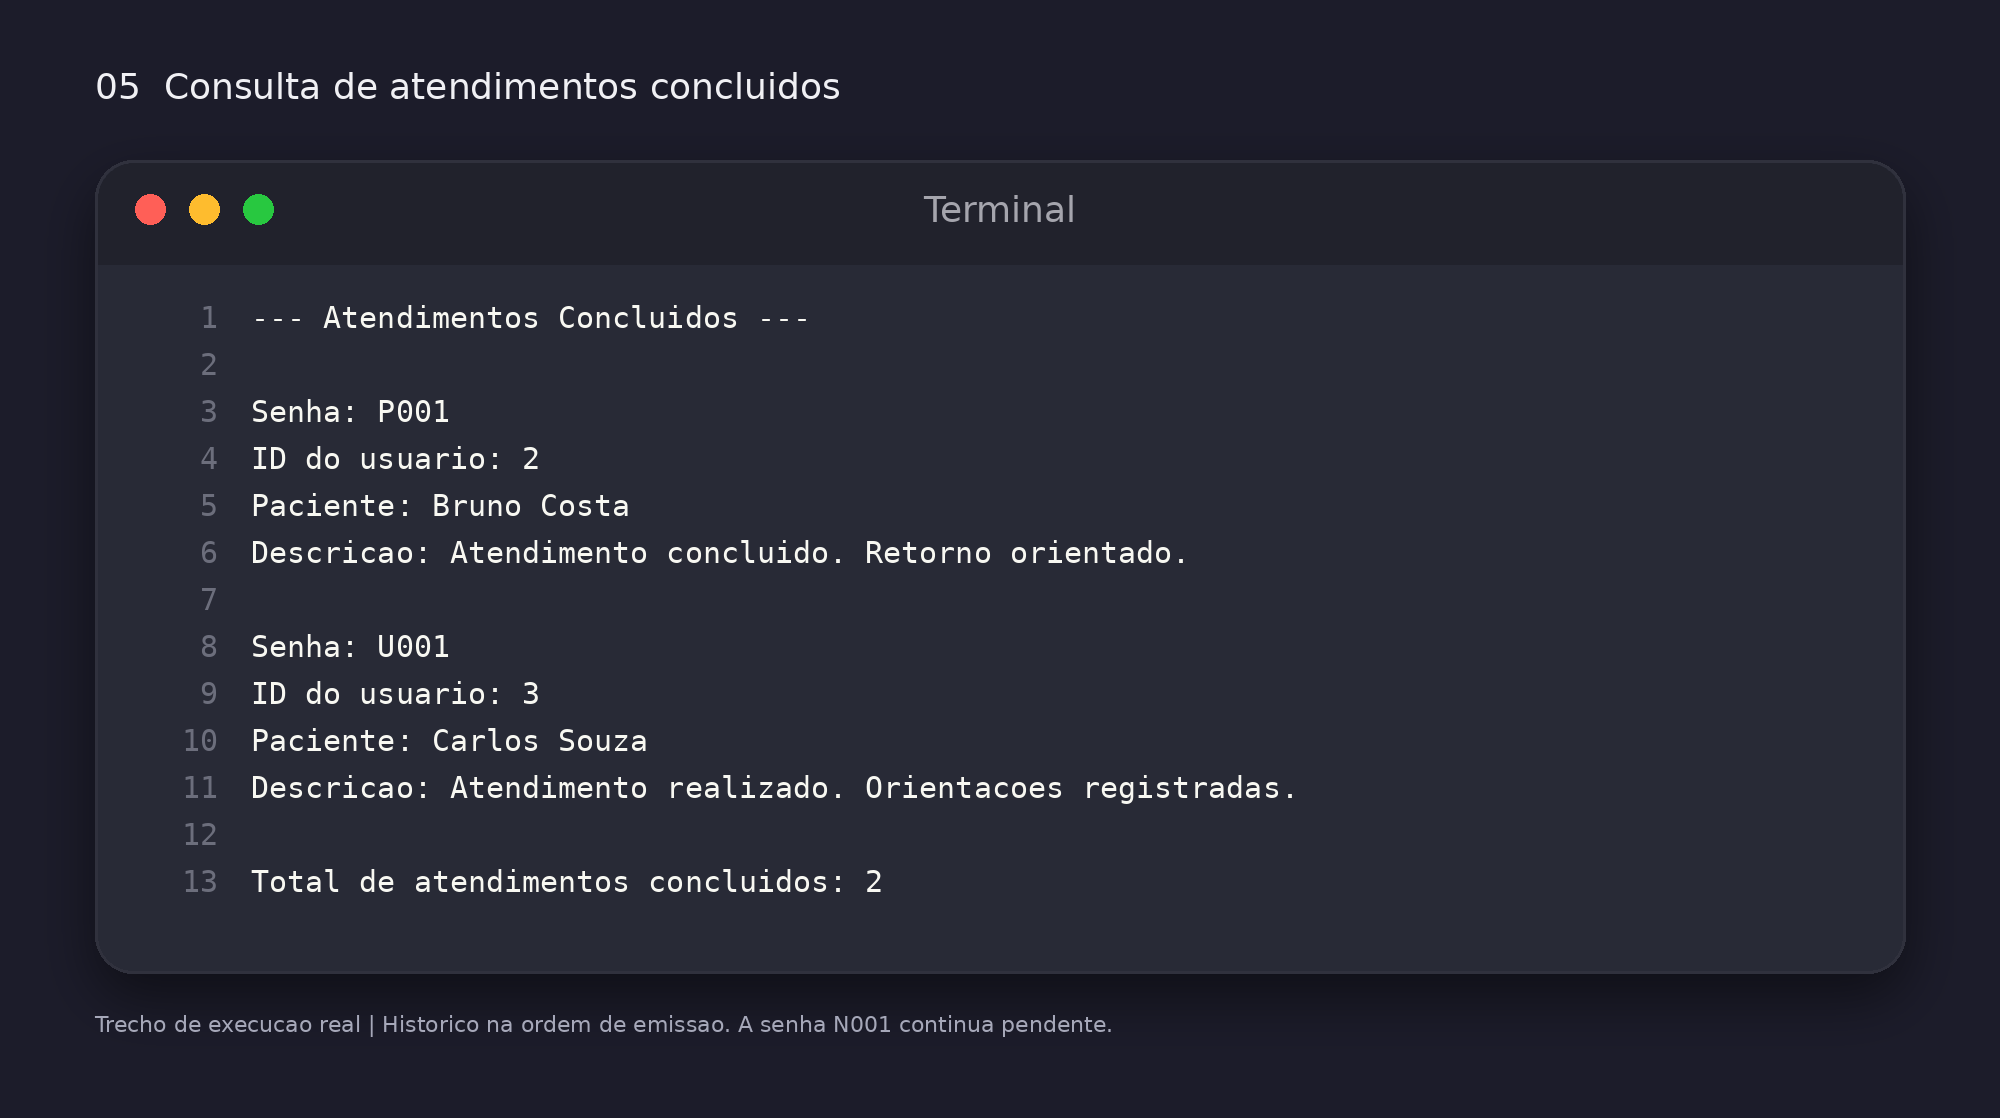 05 Consulta de atendimentos concluidos
Terminal
1 --- Atendimentos Concluidos ---
2
3 Senha: P001
4 ID do usuario: 2
5 Paciente: Bruno Costa
6 Descricao: Atendimento concluido. Retorno orientado.
7
8 Senha: U001
9 ID do usuario: 3
10 Paciente: Carlos Souza
11 Descricao: Atendimento realizado. Orientacoes registradas.
12
13 Total de atendimentos concluidos: 2
Trecho de execucao real | Historico na ordem de emissao. A senha N001 continua pendente.